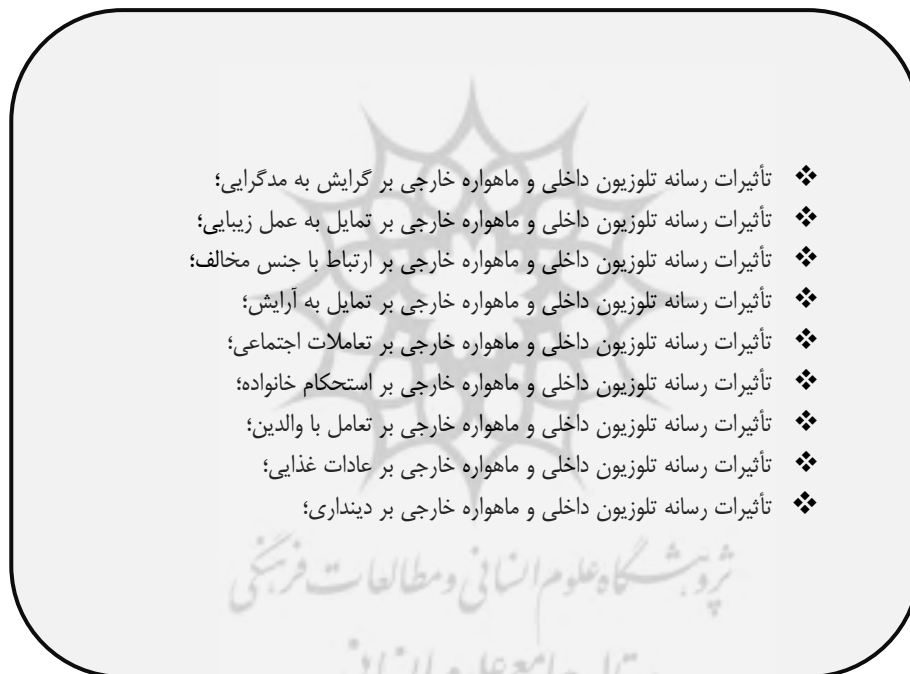 ❖ تأثیرات رسانه تلوزیون داخلی و ماهواره خارجی بر گرایش به مدگرایی؛
❖ تأثیرات رسانه تلوزیون داخلی و ماهواره خارجی بر تمایل به عمل زیبایی؛
❖ تأثیرات رسانه تلوزیون داخلی و ماهواره خارجی بر ارتباط با جنس مخالف؛
❖ تأثیرات رسانه تلوزیون داخلی و ماهواره خارجی بر تمایل به آرایش؛
❖ تأثیرات رسانه تلوزیون داخلی و ماهواره خارجی بر تعاملات اجتماعی؛
❖ تأثیرات رسانه تلوزیون داخلی و ماهواره خارجی بر استحکام خانواده؛
❖ تأثیرات رسانه تلوزیون داخلی و ماهواره خارجی بر تعامل با والدین؛
❖ تأثیرات رسانه تلوزیون داخلی و ماهواره خارجی بر عادات غذایی؛
❖ تأثیرات رسانه تلوزیون داخلی و ماهواره خارجی بر دینداری؛
پژوهشگاه علوم انسانی و مطالعات فرهنگی